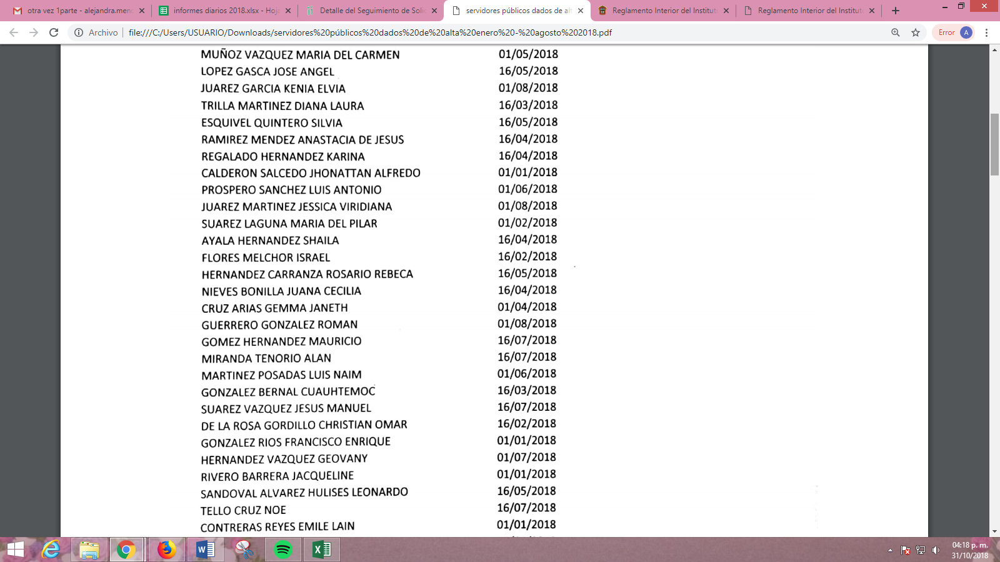 otra vez 1parte - alejandra.men
informes diarios 2018.xlsx - Hoj
Detalle del Seguimiento de Soli
servidores públicos dados de al
Reglamento Interior del Institut
Reglamento Interior del Institut
Archivo
file:///C:/Users/USUARIO/Downloads/servidores%20públicos%20dados%20de%20alta%20enero%20-%20agosto%202018.pdf
Error
A
MUÑOZ VAZQUEZ MARIA DEL CARMEN 01/05/2018
LOPEZ GASCA JOSE ANGEL 16/05/2018
JUAREZ GARCIA KENIA ELVIA 01/08/2018
TRILLA MARTINEZ DIANA LAURA 16/03/2018
ESQUIVEL QUINTERO SILVIA 16/05/2018
RAMIREZ MENDEZ ANASTACIA DE JESUS 16/04/2018
REGALADO HERNANDEZ KARINA 16/04/2018
CALDERON SALCEDO JHONATTAN ALFREDO 01/01/2018
PROSPERO SANCHEZ LUIS ANTONIO 01/06/2018
JUAREZ MARTINEZ JESSICA VIRIDIANA 01/08/2018
SUAREZ LAGUNA MARIA DEL PILAR 01/02/2018
AYALA HERNANDEZ SHAILA 16/04/2018
FLORES MELCHOR ISRAEL 16/02/2018
HERNANDEZ CARRANZA ROSARIO REBECA 16/05/2018
NIEVES BONILLA JUANA CECILIA 16/04/2018
CRUZ ARIAS GEMMA JANETH 01/04/2018
GUERRERO GONZALEZ ROMAN 01/08/2018
GOMEZ HERNANDEZ MAURICIO 16/07/2018
MIRANDA TENORIO ALAN 16/07/2018
MARTINEZ POSADAS LUIS NAIM 01/06/2018
GONZALEZ BERNAL CUAUHTEMOC 16/03/2018
SUAREZ VAZQUEZ JESUS MANUEL 16/07/2018
DE LA ROSA GORDILLO CHRISTIAN OMAR 16/02/2018
GONZALEZ RIOS FRANCISCO ENRIQUE 01/01/2018
HERNANDEZ VAZQUEZ GEOVANY 01/07/2018
RIVERO BARRERA JACQUELINE 01/01/2018
SANDOVAL ALVAREZ HULISES LEONARDO 16/05/2018
TELLO CRUZ NOE 16/07/2018
CONTRERAS REYES EMILE LAIN 01/01/2018
04:18 p. m.
31/10/2018